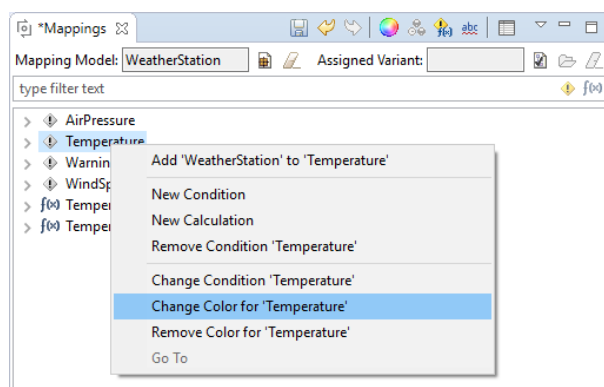 *Mappings
abc
f(x)
Mapping Model: WeatherStation Assigned Variant:
type filter text
f(x)
AirPressure
Temperature
Warnin
WindSp
f(x) Temper
f(x) Temper
Add 'WeatherStation' to 'Temperature'
New Condition
New Calculation
Remove Condition 'Temperature'
Change Condition 'Temperature'
Change Color for 'Temperature'
Remove Color for 'Temperature'
Go To